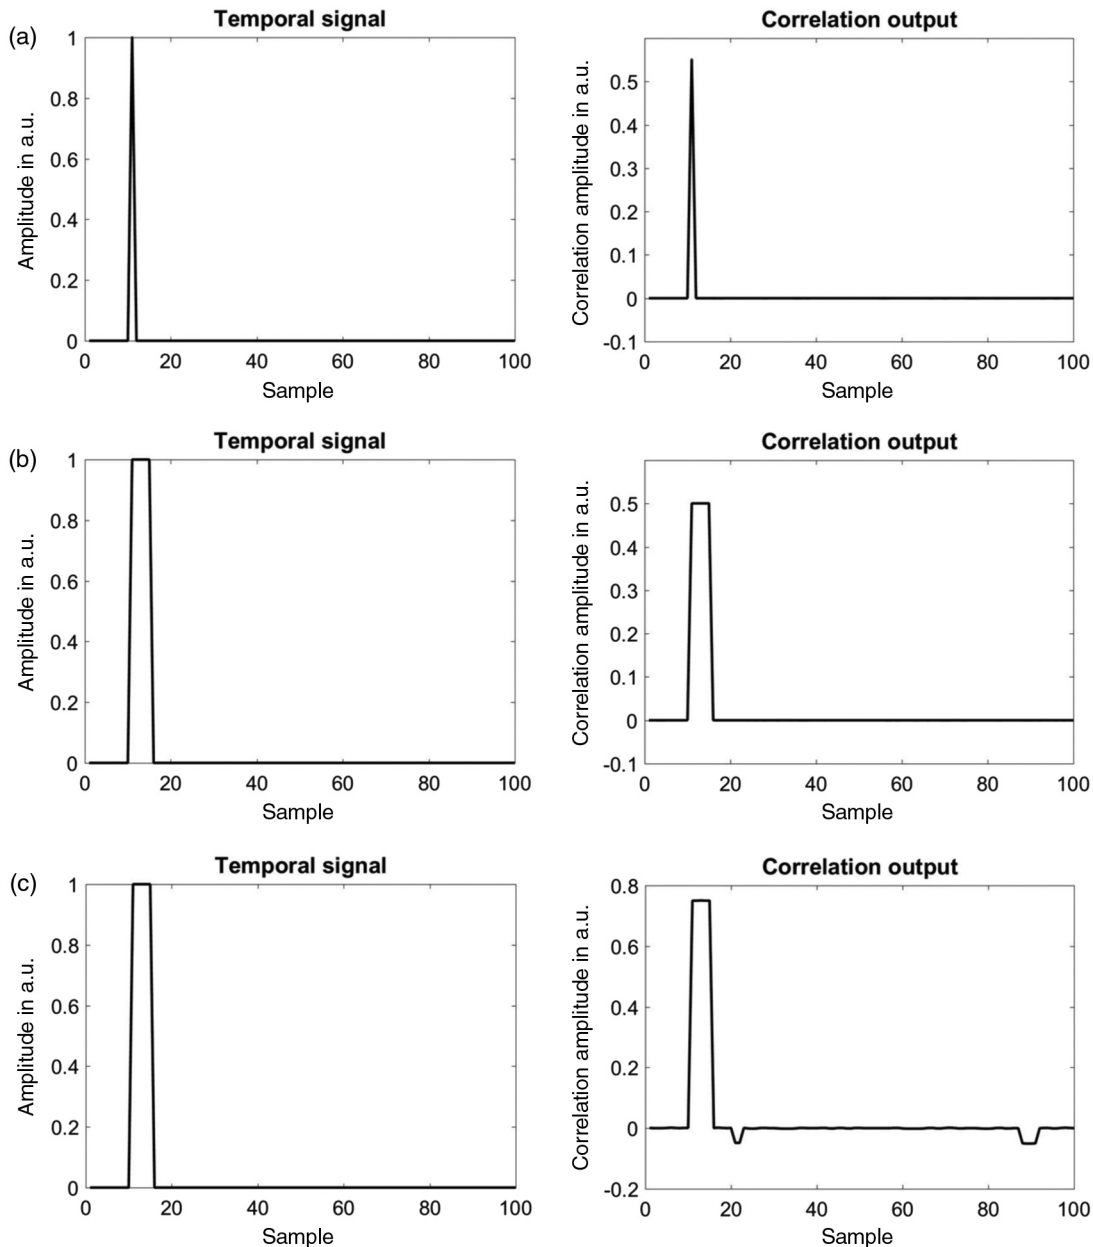 (a)
Temporal signal
Amplitude in a.u.
1
0.8
0.6
0.4
0.2
0
0 20 40 60 80 100
Sample
Correlation output
Correlation amplitude in a.u.
0.5
0.4
0.3
0.2
0.1
0
-0.1
0 20 40 60 80 100
Sample
(b)
Temporal signal
Amplitude in a.u.
1
0.8
0.6
0.4
0.2
0
0 20 40 60 80 100
Sample
Correlation output
Correlation amplitude in a.u.
0.5
0.4
0.3
0.2
0.1
0
-0.1
0 20 40 60 80 100
Sample
(c)
Temporal signal
Amplitude in a.u.
1
0.8
0.6
0.4
0.2
0
0 20 40 60 80 100
Sample
Correlation output
Correlation amplitude in a.u.
0.8
0.6
0.4
0.2
0
-0.2
0 20 40 60 80 100
Sample